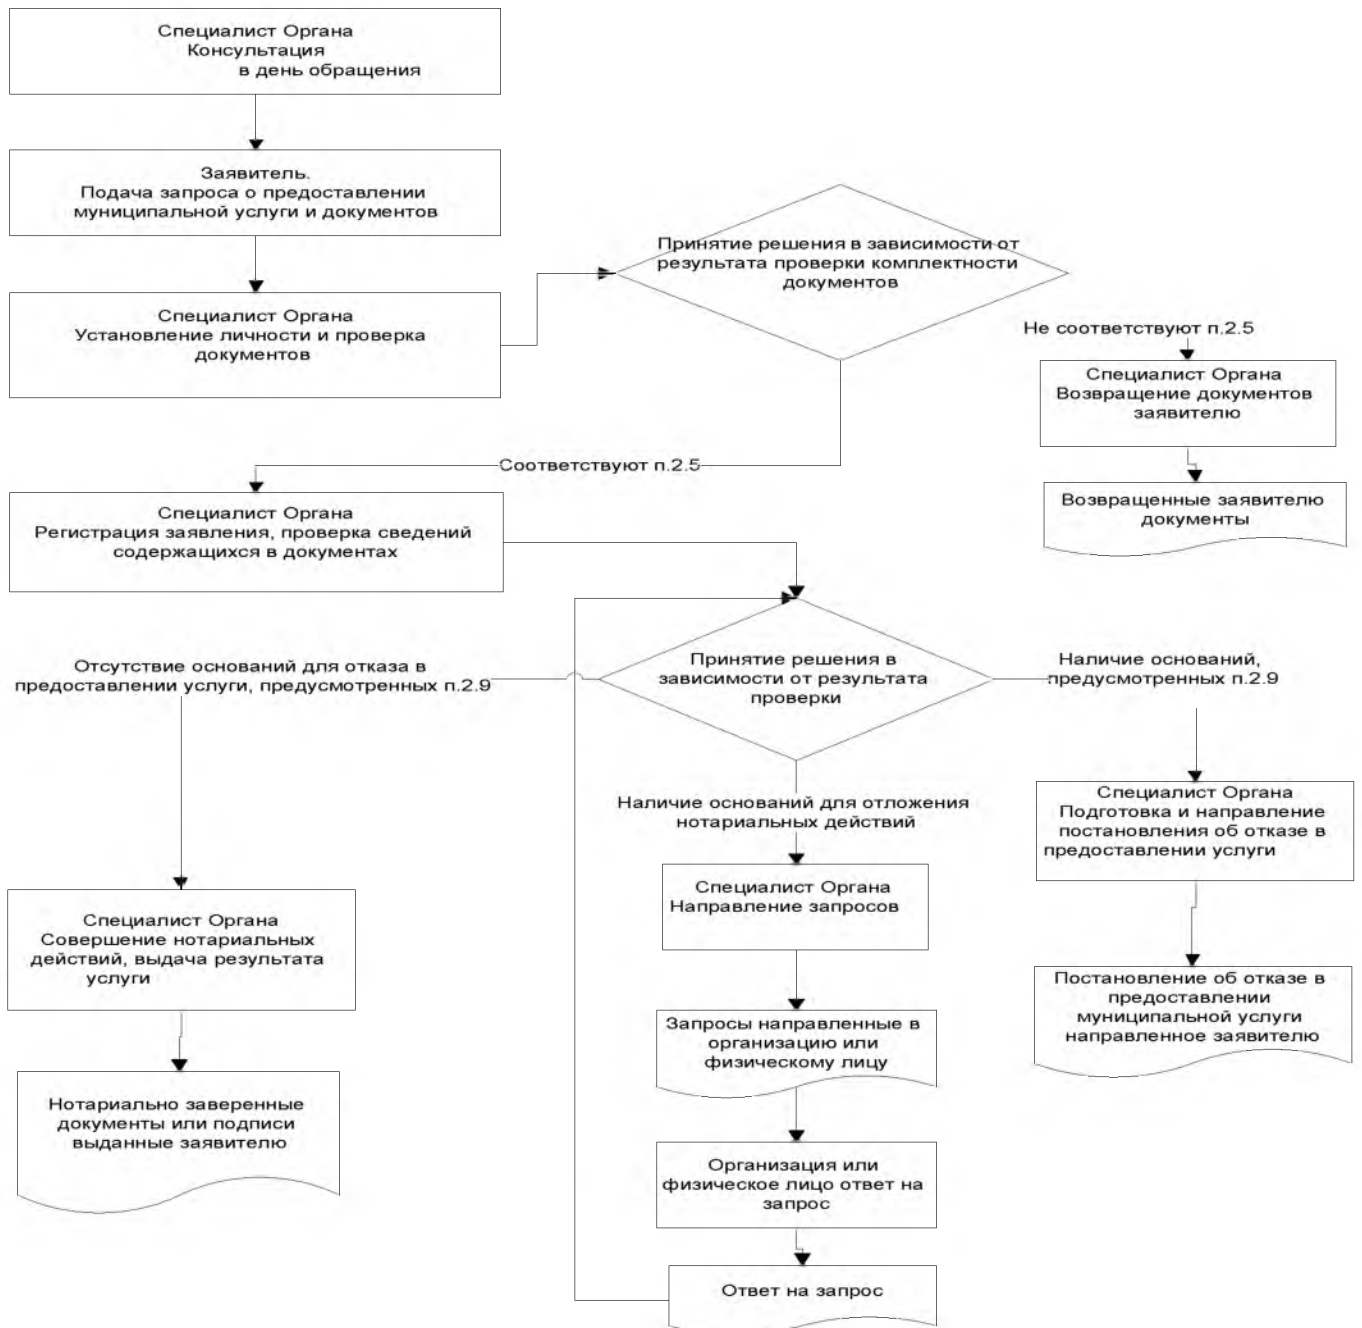 Специалист Органа
Консультация
в день обращения
Заявитель.
Подача запроса о предоставлении
муниципальной услуги и документов
Специалист Органа
Установление личности и проверка
документов
Принятие решения в зависимости от
результата проверки комплектности
документов
Не соответствуют п.2.5
Специалист Органа
Возвращение документов
заявителю
Возвращенные заявителю
документы
Соответствуют п.2.5
Специалист Органа
Регистрация заявления, проверка сведений
содержащихся в документах
Принятие решения в
зависимости от результата
проверки
Отсутствие оснований для отказа в
предоставлении услуги, предусмотренных п.2.9
Наличие оснований,
предусмотренных п.2.9
Наличие оснований для отложения
нотариальных действий
Специалист Органа
Совершение нотариальных
действий, выдача результата
услуги
Нотариально заверенные
документы или подписи
выданные заявителю
Специалист Органа
Направление запросов
Запросы направленные в
организацию или
физическому лицу
Организация или
физическое лицо ответ на
запрос
Ответ на запрос
Специалист Органа
Подготовка и направление
постановления об отказе в
предоставлении услуги
Постановление об отказе в
предоставлении
муниципальной услуги
направленное заявителю